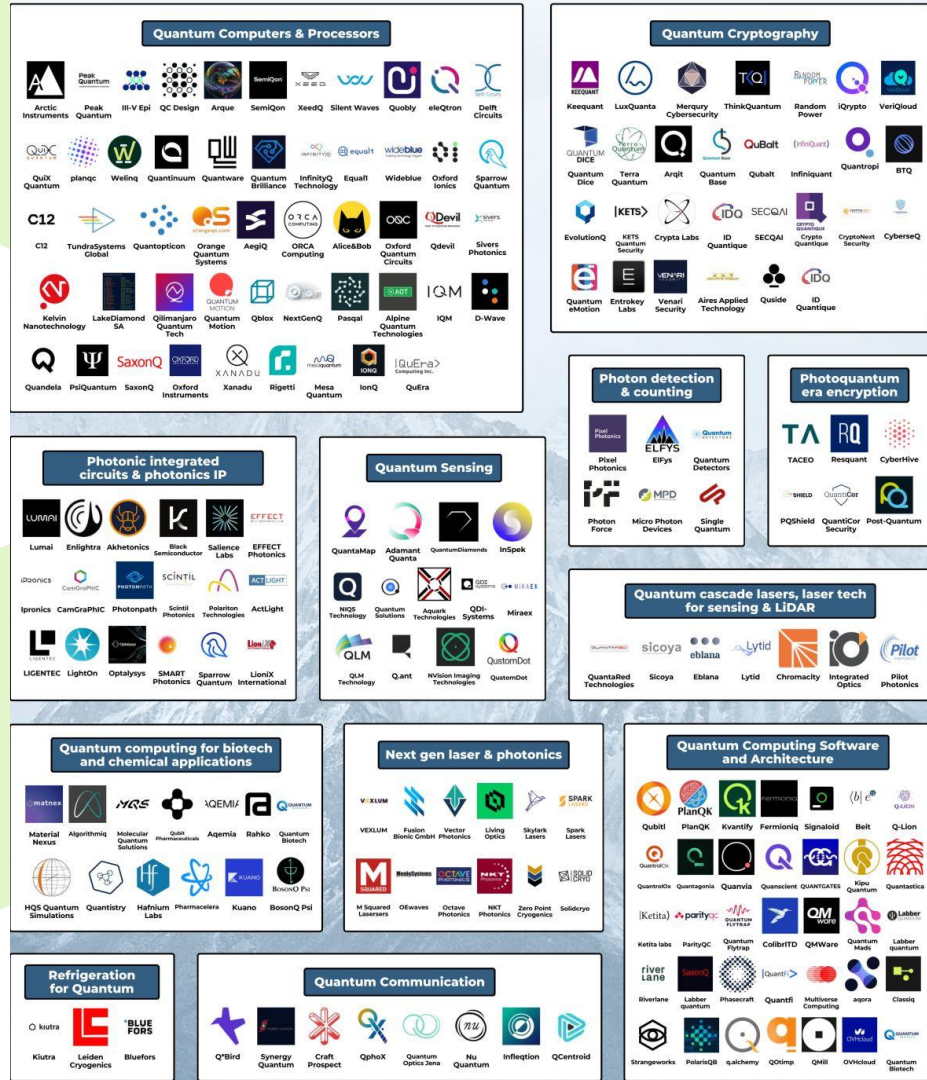 Quantum Computers & Processors
Arctic Instruments
Peak Quantum
III-V Epi
QC Design
Arque
SemiQon
XeedQ
Silent Waves
Quobly
eleQtron
Delft Circuits
QuiX Quantum
planqc
Welinq
Quantinuum
Quantware
Quantum Brilliance
InfinityQ Technology
Equal1
Wideblue
Oxford Ionics
Sparrow Quantum
C12
C12
TundraSystems Global
Quantopticon
Orange Quantum Systems
AegiQ
ORCA Computing
Alice&Bob
Oxford Quantum Circuits
Qdevil
Sivers Photonics
Kelvin Nanotechnology
LakeDiamond SA
Qilimanjaro Quantum Tech
Quantum Motion
Qblox
NextGenQ
Pasqal
Alpine Quantum Technologies
IQM
D-Wave
Quandela
PsiQuantum
SaxonQ
Oxford Instruments
Xanadu
Rigetti
Mesa Quantum
IonQ
QuEra
Quantum Cryptography
Keequant
LuxQuanta
Merqury Cybersecurity
ThinkQuantum
Random Power
iQrypto
VeriQloud
Quantum Dice
Terra Quantum
Arqit
Quantum Base
Qubalt
Infiniquant
Quantropi
BTQ
EvolutionQ
KETS Quantum Security
Crypta Labs
ID Quantique
SECQAI
Crypto Quantique
CryptoNext Security
CyberseQ
Quantum eMotion
Entrokey Labs
Venari Security
Aires Applied Technology
Quside
ID Quantique
Photon detection & counting
Pixel Photonics
ElFys
Quantum Detectors
Photon Force
Micro Photon Devices
Single Quantum
Photoquantum era encryption
TACEO
Resquant
CyberHive
PQShield
QuantiCor Security
Post-Quantum
Photonic integrated circuits & photonics IP
Lumai
Enlightra
Akhetonics
Black Semiconductor
Salience Labs
EFFECT Photonics
Ipronics
CamGraPhIC
Photonpath
Scintil Photonics
Polariton Technologies
ActLight
LIGENTEC
LightOn
Optalysys
SMART Photonics
Sparrow Quantum
LioniX International
Quantum Sensing
QuantaMap
Adamant Quanta
QuantumDiamends
InSpek
NIQS Technology
Quantum Solutions
Aquark Technologies
QDI-Systems
Miraex
QLM Technology
Q.ant
NVision Imaging Technologies
QustomDot
Quantum cascade lasers, laser tech for sensing & LiDAR
QuantaRed Technologies
Sicoya
Eblana
Lytid
Chromacity
Integrated Optics
Pilot Photonics
Quantum computing for biotech and chemical applications
Material Nexus
Algorithmiq
Molecular Quantum Solutions
Qubit Pharmaceuticals
Aqemia
Rahko
Quantum Biotech
HQS Quantum Simulations
Quantistry
Hafnium Labs
Pharmacelera
Kuano
BosonQ Psi
Next gen laser & photonics
VEXLUM
Fusion Bionic GmbH
Vector Photonics
Living Optics
Skylark Lasers
Spark Lasers
M Squared Lasersers
OEwaves
Octave Photonics
NKT Photonics
Zero Point Cryogenics
Solidcryo
Quantum Computing Software and Architecture
Qubitl
PlanQK
Kvantify
Fermioniq
Signaloid
Beit
Q-Lion
QuantrolOx
Quantagonia
Quanvia
Quanscient
QUANTGATES
Kipu Quantum
Quantastica
Ketita labs
ParityQC
Quantum Flytrap
ColibrITD
QMWare
Quantum Mads
Labber quantum
Riverlane
Labber quantum
Phasecraft
Quantfi
Multiverse Computing
aqora
Classiq
Strangeworks
PolarisQB
q.alchemy
QOtimp
QMill
OVHcloud
Quantum Biotech
Refrigeration for Quantum
Kiutra
Leiden Cryogenics
Bluefors
Quantum Communication
Q*Bird
Synergy Quantum
Craft Prospect
QphoX
Quantum Optics Jena
Nu Quantum
Infleqtion
QCentroid